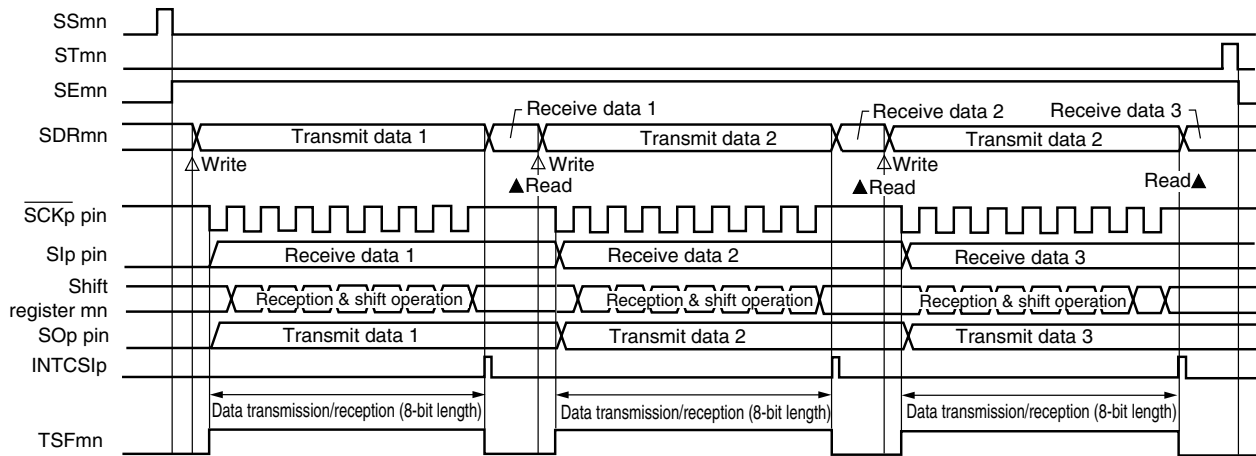 SSmn
STmn
SEmn
Receive data 1
Receive data 2
Receive data 3
SDRmn
Transmit data 1
Transmit data 2
Transmit data 2
△Write
△Write
△Write
▲Read
▲Read
Read▲
SCKp pin
SIp pin
Receive data 1
Receive data 2
Receive data 3
Shift
register mn
Reception & shift operation
Reception & shift operation
Reception & shift operation
SOp pin
Transmit data 1
Transmit data 2
Transmit data 3
INTCSIp
Data transmission/reception (8-bit length)
Data transmission/reception (8-bit length)
Data transmission/reception (8-bit length)
TSFmn